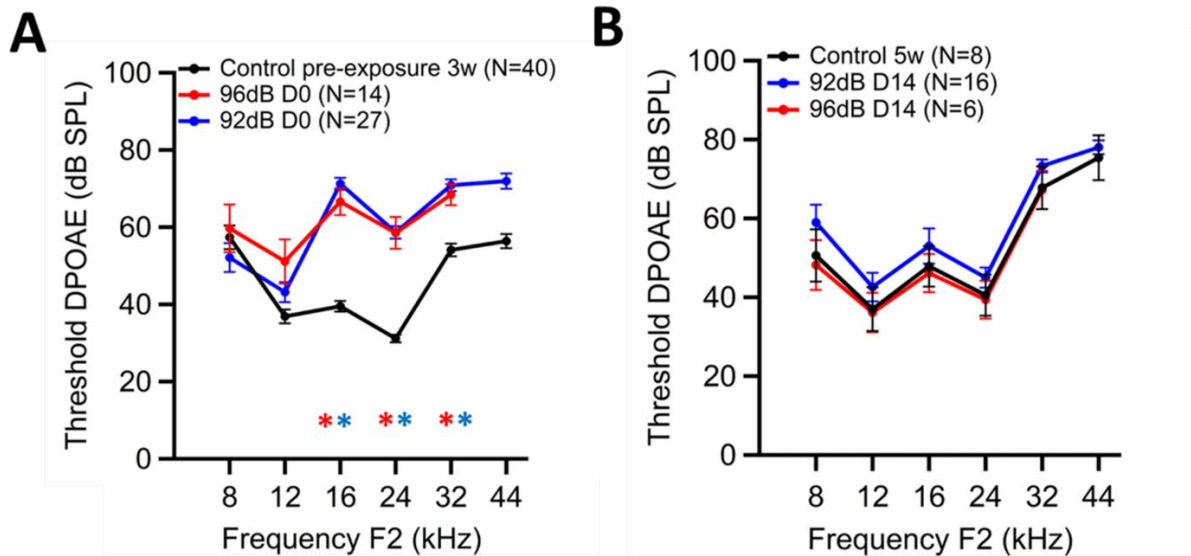 A
Control pre-exposure 3w (N=40)
96dB D0 (N=14)
92dB D0 (N=27)
Threshold DPOAE (dB SPL)
100
80
60
40
20
0
* * * * * *
8 12 16 24 32 44
Frequency F2 (kHz)
B
Control 5w (N=8)
92dB D14 (N=16)
96dB D14 (N=6)
Threshold DPOAE (dB SPL)
100
80
60
40
20
0
8 12 16 24 32 44
Frequency F2 (kHz)